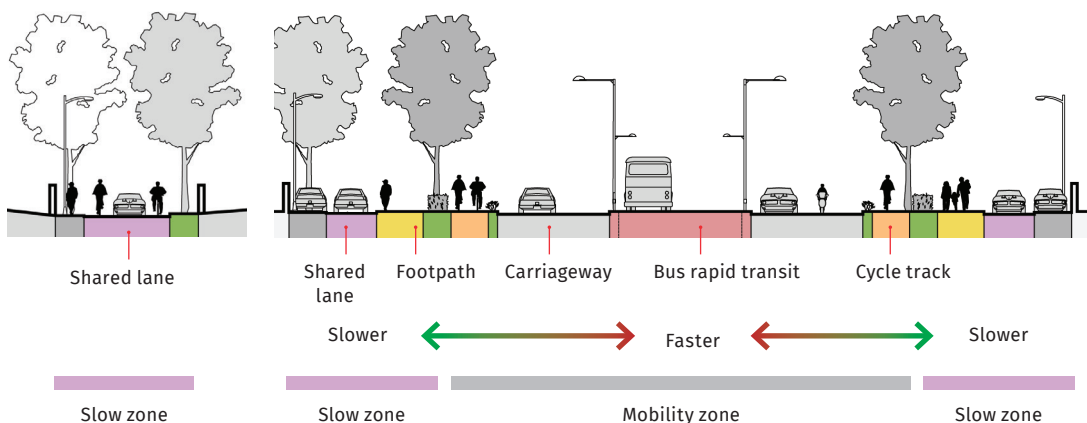 Shared lane
Shared
lane
Footpath
Carriageway
Bus rapid transit
Cycle track
Slower
Faster
Slower
Slow zone
Slow zone
Mobility zone
Slow zone